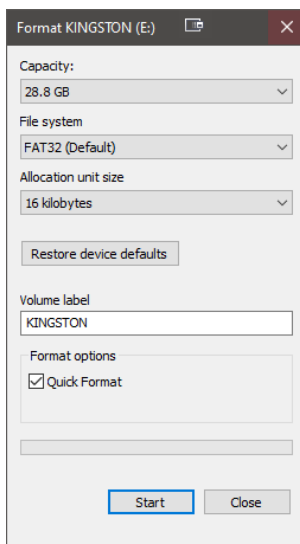 Format KINGSTON (E:)
Capacity:
28.8 GB
File system
FAT32 (Default)
Allocation unit size
16 kilobytes
Restore device defaults
Volume label
KINGSTON
Format options
Quick Format
Start Close